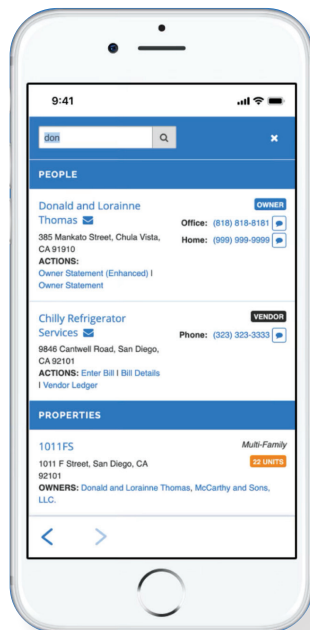 9:41
don
PEOPLE
Donald and Lorainne
Thomas
OWNER
Office: (818) 818-8181
Home: (999) 999-9999
385 Mankato Street, Chula Vista,
CA 91910
ACTIONS:
Owner Statement (Enhanced) I
Owner Statement
Chilly Refrigerator
Services
VENDOR
Phone: (323) 323-3333
9846 Cantwell Road, San Diego,
CA 92101
ACTIONS: Enter Bill I Bill Details
I Vendor Ledger
PROPERTIES
1011FS
Multi-Family
22 UNITS
1011 F Street, San Diego, CA
92101
OWNERS: Donald and Lorainne Thomas, McCarthy and Sons,
LLC.